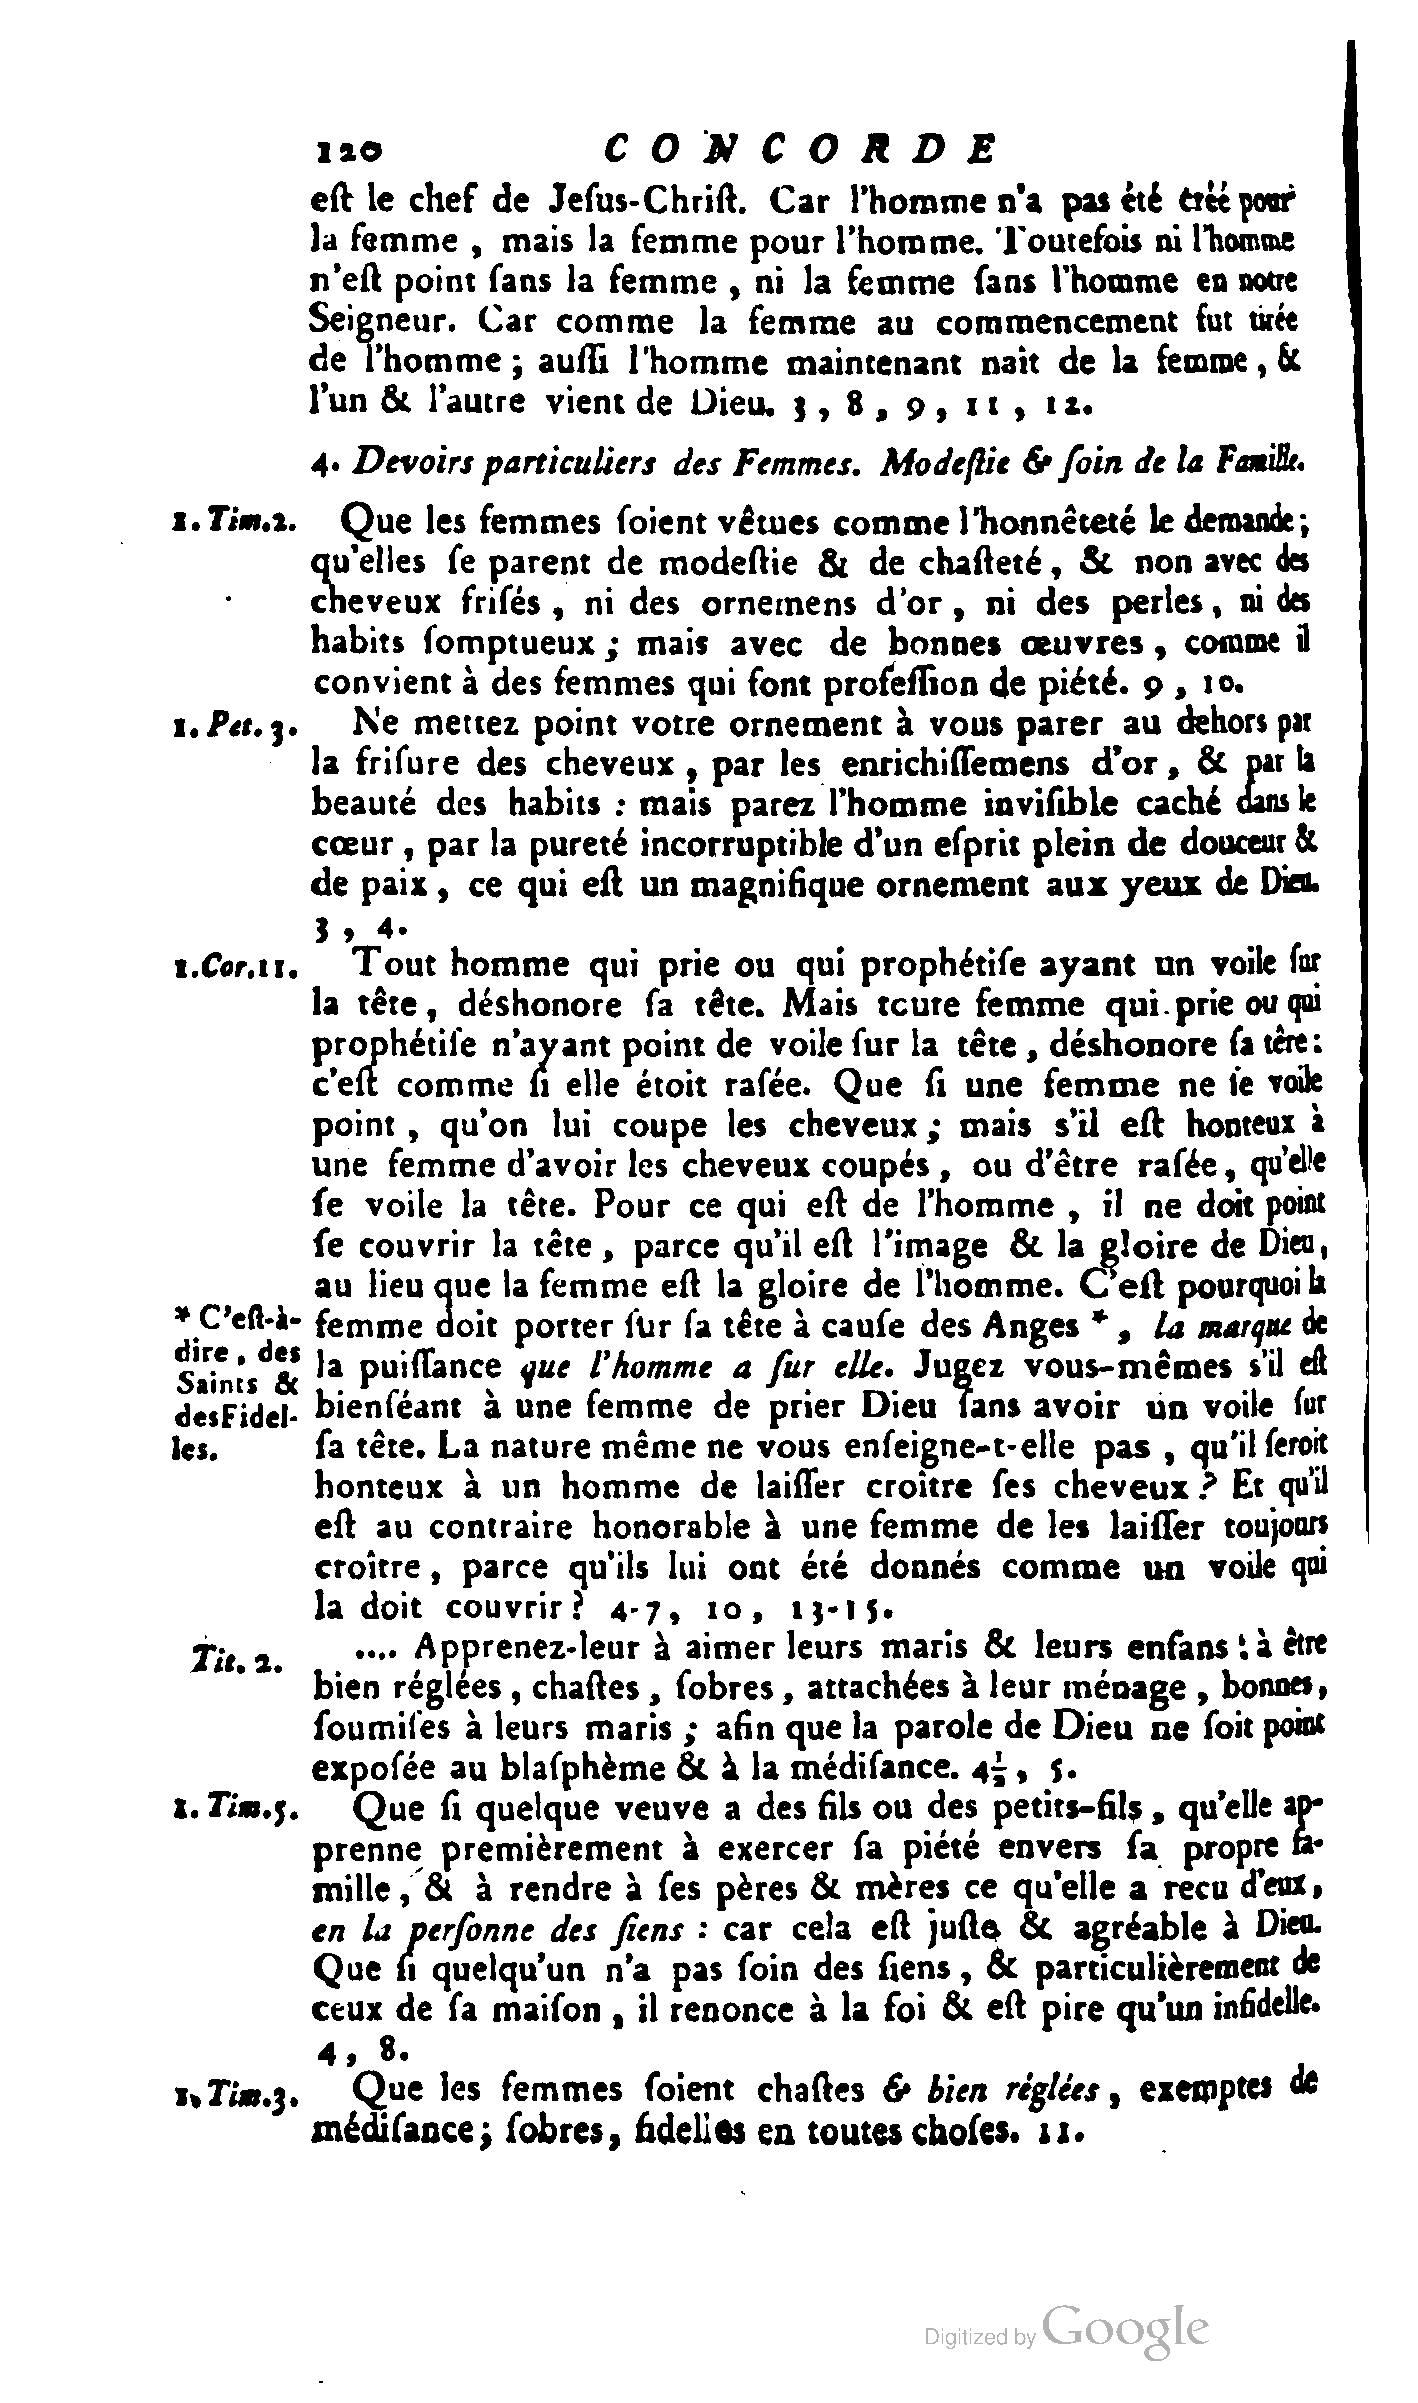 120 CONCORDE
eſt le chef de Jeſus-Chriſt. Car l'homme n'a pas été créé pour
la femme, mais la femme pour l'homme. Toutefois ni l'homme
n'eſt point ſans la femme, ni la femme ſans l'homme en notre
Seigneur. Car comme la femme au commencement fut tirée
de l'homme; auſſi l'homme maintenant naît de la femme, &
l'un & l'autre vient de Dieu. 3, 8, 9, 11, 12.
4. Devoirs particuliers des Femmes. Modeſtie & ſoin de la Famille.
1. Tim. 2. Que les femmes ſoient vêtues comme l'honnêteté le demande;
qu'elles ſe parent de modeſtie & de chaſteté, & non avec des
cheveux friſés, ni des ornemens d'or, ni des perles, ni des
habits ſomptueux; mais avec de bonnes œuvres, comme il
convient à des femmes qui font profeſſion de piété. 9, 10.
1. Pet. 3. Ne mettez point votre ornement à vous parer au dehors par
la friſure des cheveux, par les enrichiſſemens d'or, & par la
beauté des habits : mais parez l'homme inviſible caché dans le
cœur, par la pureté incorruptible d'un eſprit plein de douceur &
de paix, ce qui eſt un magnifique ornement aux yeux de Dieu.
3, 4.
1. Cor. 11. Tout homme qui prie ou qui prophétiſe ayant un voile ſur
la tête, déshonore ſa tête. Mais tcute femme qui prie ou qui
prophétiſe n'ayant point de voile ſur la tête, déshonore ſa tête:
c'eſt comme ſi elle étoit raſée. Que ſi une femme ne ſe voile
point, qu'on lui coupe les cheveux; mais s'il eſt honteux à
une femme d'avoir les cheveux coupés, ou d'être raſée, qu'elle
ſe voile la tête. Pour ce qui eſt de l'homme, il ne doit point
ſe couvrir la tête, parce qu'il eſt l'image & la gloire de Dieu,
au lieu que la femme eſt la gloire de l'homme. C'eſt pourquoi la
femme doit porter ſur ſa tête à cauſe des Anges *, la marque de
la puiſſance que l'homme a ſur elle. Jugez vous-mêmes s'il eſt
bienſéant à une femme de prier Dieu ſans avoir un voile ſur
ſa tête. La nature même ne vous enſeigne-t-elle pas, qu'il ſeroit
honteux à un homme de laiſſer croître ſes cheveux? Et qu'il
eſt au contraire honorable à une femme de les laiſſer toujours
croître, parce qu'ils lui ont été donnés comme un voile qui
la doit couvrir? 4-7, 10, 13-15.
* C'eſt-à-
dire, des
Saints &
des Fidel-
les.
Tit. 2. .... Apprenez-leur à aimer leurs maris & leurs enfans : à être
bien réglées, chaſtes, ſobres, attachées à leur ménage, bonnes,
ſoumiſes à leurs maris; afin que la parole de Dieu ne ſoit point
expoſée au blaſphème & à la médiſance. 4½, 5.
1. Tim. 5. Que ſi quelque veuve a des fils ou des petits-fils, qu'elle ap-
prenne premièrement à exercer ſa piété envers ſa propre fa-
mille, & à rendre à ſes pères & mères ce qu'elle a recu d'eux,
en la perſonne des ſiens : car cela eſt juſte & agréable à Dieu.
Que ſi quelqu'un n'a pas ſoin des ſiens, & particulièrement de
ceux de ſa maiſon, il renonce à la foi & eſt pire qu'un infidelle.
4, 8.
1. Tim. 3. Que les femmes ſoient chaſtes & bien réglées, exemptes de
médiſance; ſobres, fidelles en toutes choſes. 11.
Digitized by Google